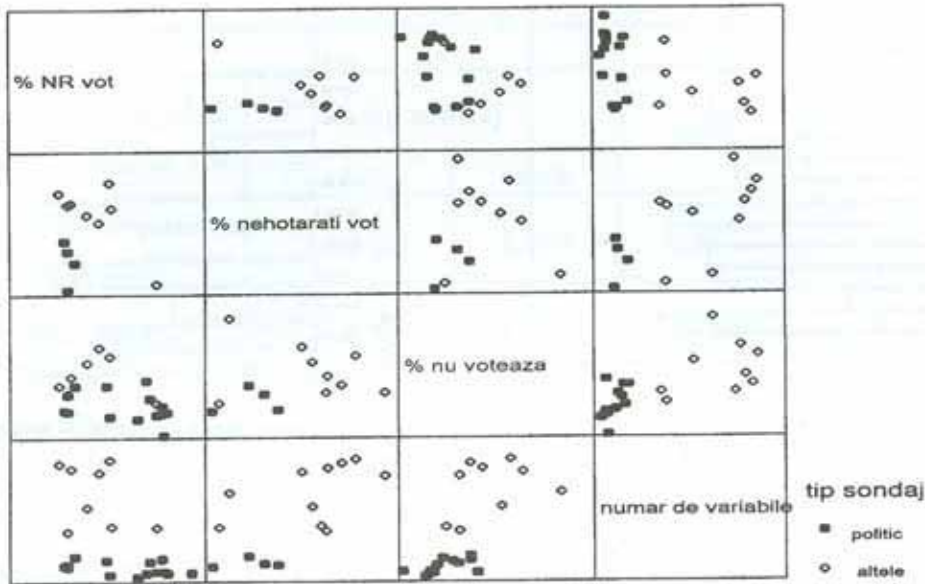 % NR vot
% nehotarati vot
% nu voteaza
numar de variabile
tip sondaj
politic
altele